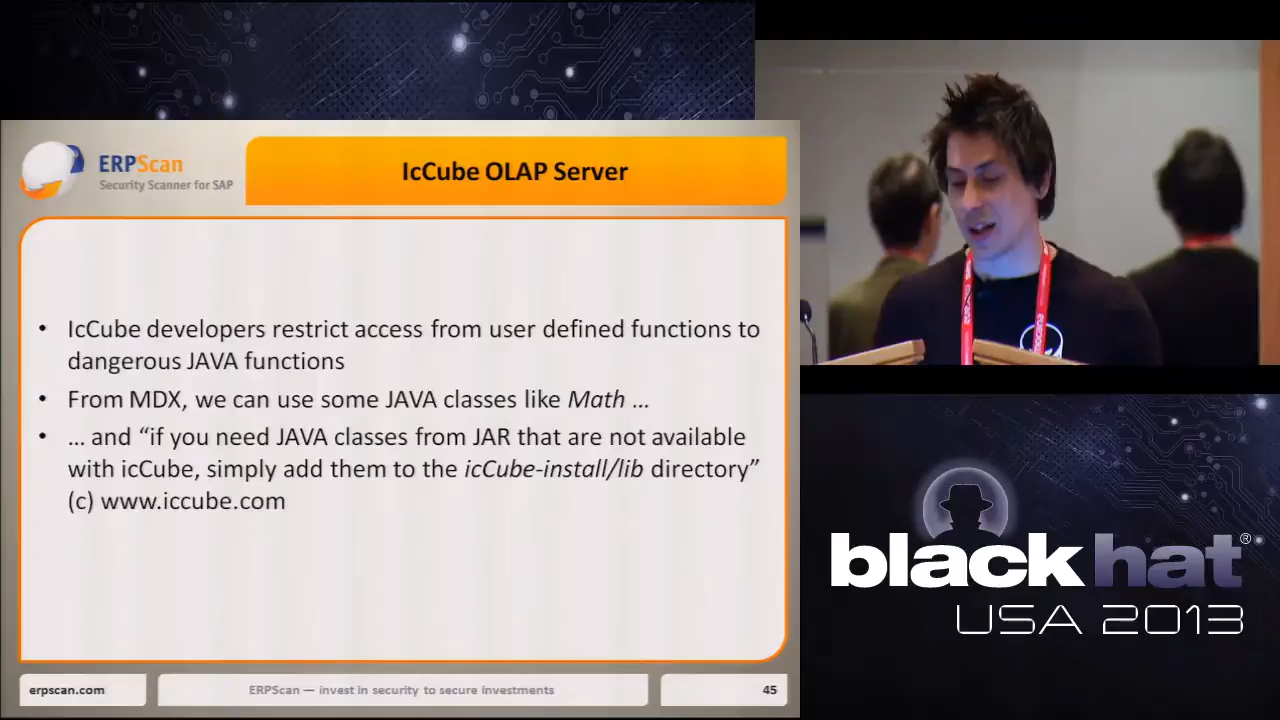 ERPScan
Security Scanner for SAP
IcCube OLAP Server
• IcCube developers restrict access from user defined functions to
dangerous JAVA functions
• From MDX, we can use some JAVA classes like Math …
• … and “if you need JAVA classes from JAR that are not available
with icCube, simply add them to the icCube-install/lib directory”
(c) www.iccube.com
erpscan.com
ERPScan — invest in security to secure investments
45
black hat®
USA 2013